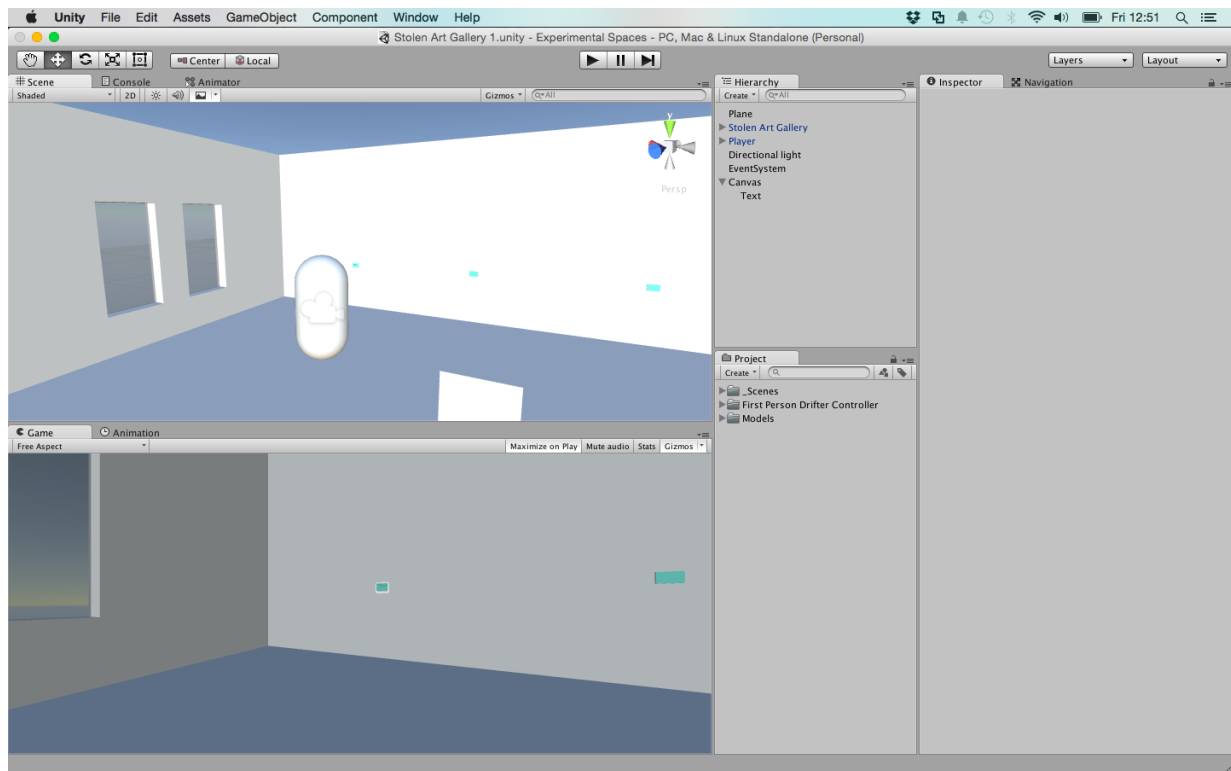 Unity File Edit Assets GameObject Component Window Help Fri 12:51
Stolen Art Gallery 1.unity - Experimental Spaces - PC, Mac & Linux Standalone (Personal)
Center Local Layers Layout
Scene Console Animator
Shaded 2D Gizmos All
y
Persp
Hierarchy
Create All
Plane
Stolen Art Gallery
Player
Directional light
EventSystem
Canvas
Text
Inspector Navigation
Project
Create
_Scenes
First Person Drifter Controller
Models
Game Animation
Free Aspect Maximize on Play Mute audio Stats Gizmos